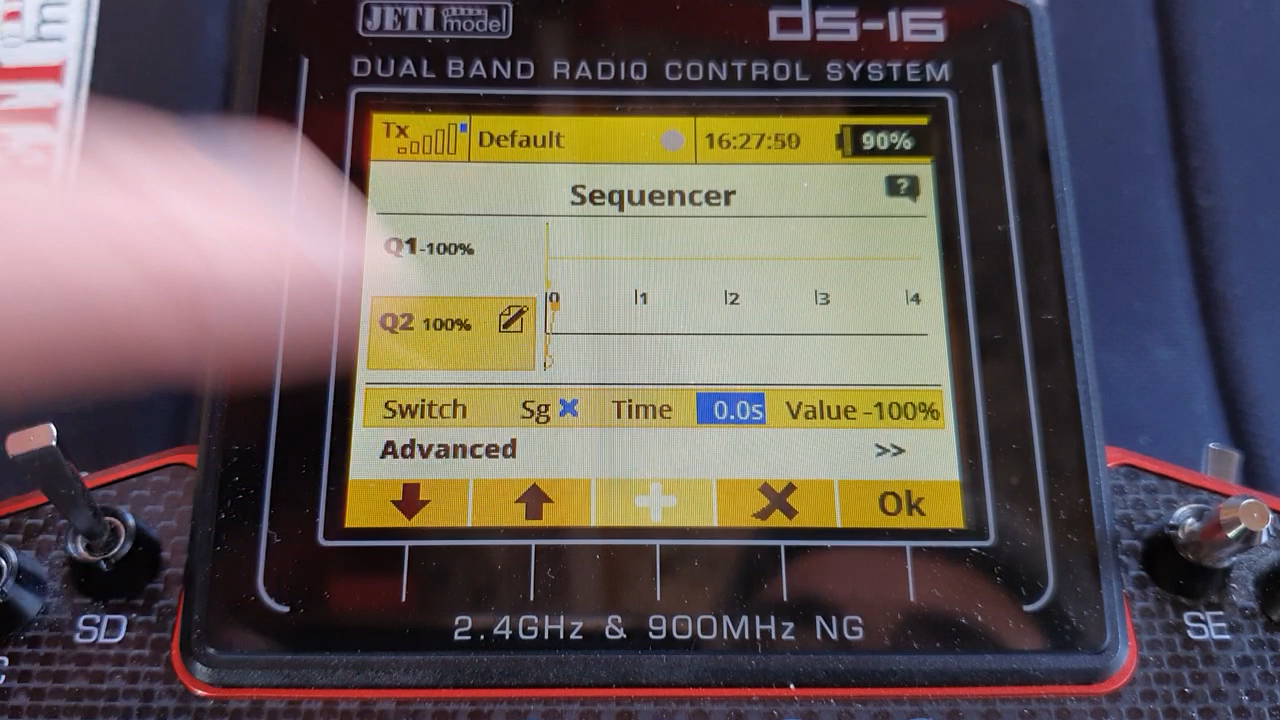 JETI model
DS-16
DUAL BAND RADIO CONTROL SYSTEM
Tx Default 16:27:50 90%
Sequencer ?
Q1-100%
0 1 2 3 4
Q2 100%
Switch Sg Time 0.0s Value -100%
Advanced >>
Ok
2.4GHz & 900MHz NG
SD
SE